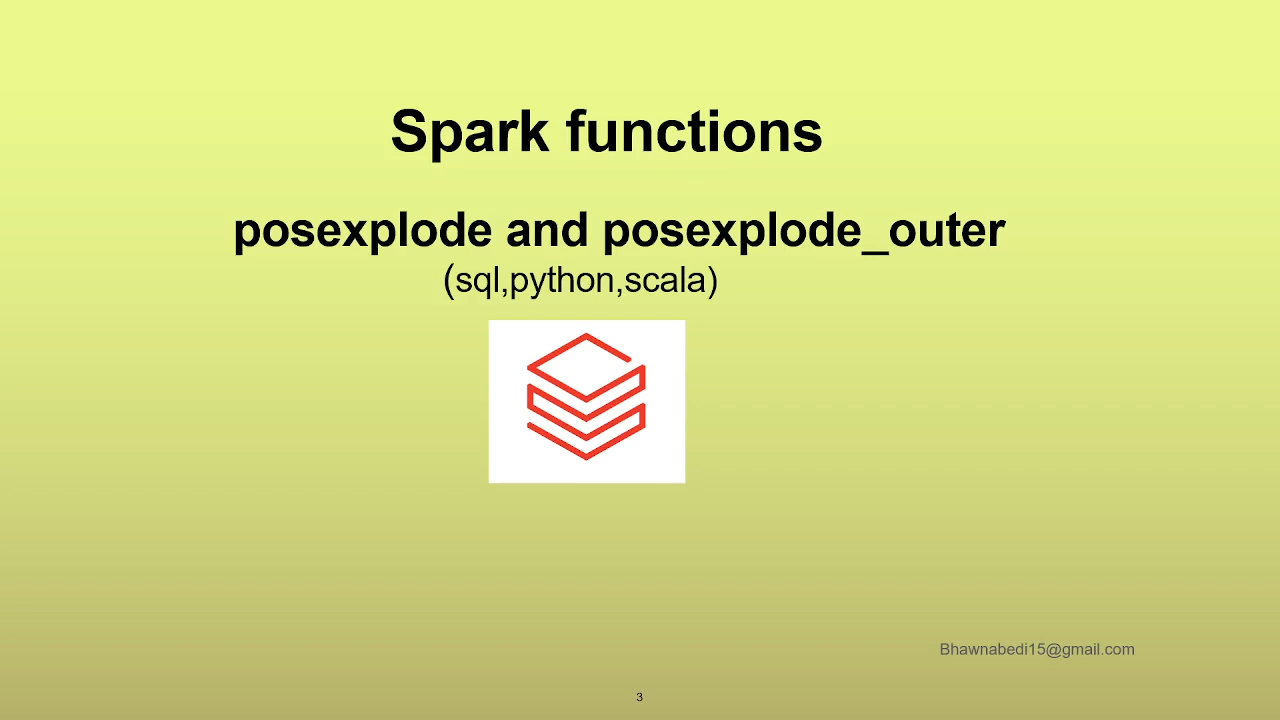 Spark functions
posexplode and posexplode_outer
(sql,python,scala)
Bhawnabedi15@gmail.com
3